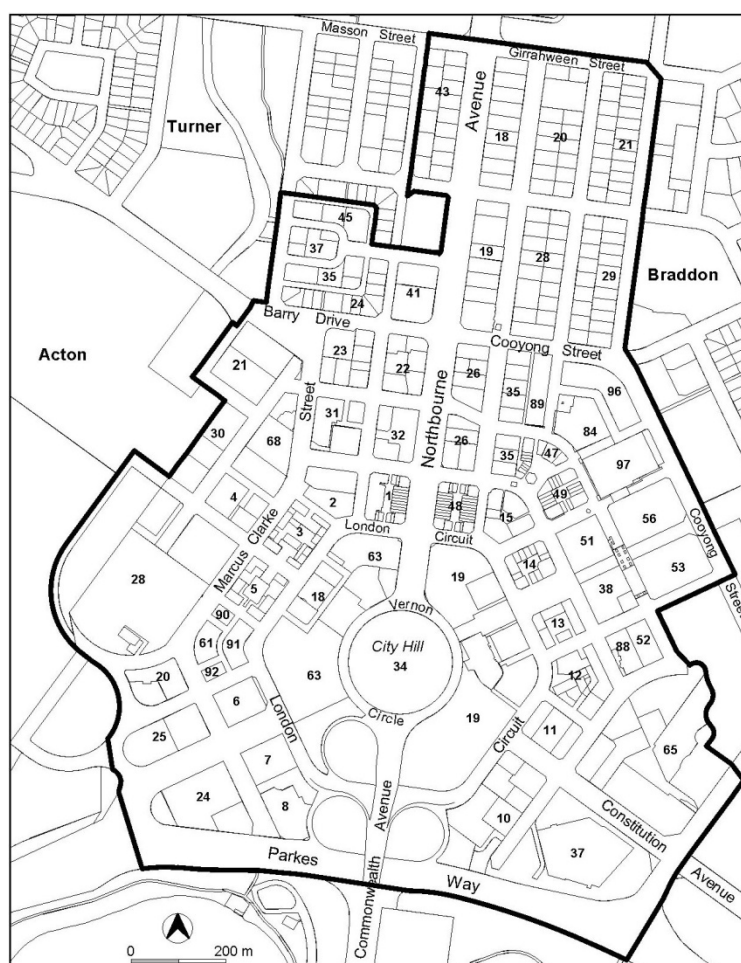 Masson Street
Girrahween Street
43
Avenue
18
20
21
Turner
45
37
35
24
41
19
28
29
Braddon
Barry Drive
Cooyong Street
Acton
21
23
22
26
35
89
96
Street
31
32
Northbourne
26
35
47
84
97
30
68
4
2
1
48
15
49
56
Cooyong
Street
London Circuit
Marcus Clarke
3
63
19
14
51
53
28
5
18
Vernon
38
90
City Hill
34
13
88
52
61
91
92
63
12
20
6
Circle
19
London
Circuit
11
25
65
7
Avenue
24
8
10
Constitution
Avenue
37
Parkes Way
Commonwealth
0 200 m